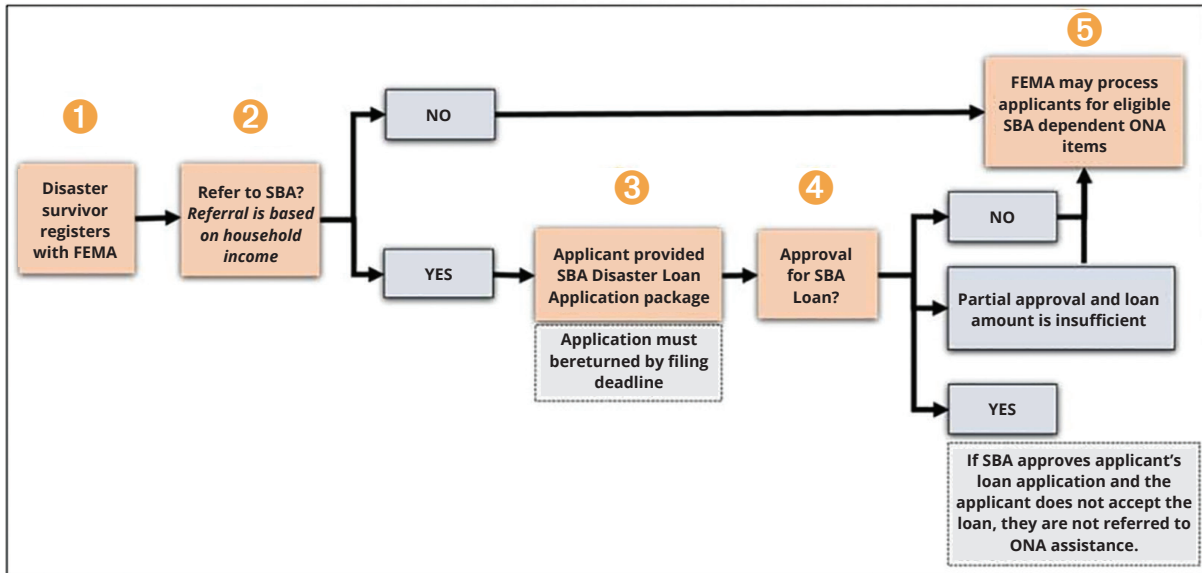 1
Disaster
survivor
registers
with FEMA
2
Refer to SBA?
Referral is based
on household
income
NO
YES
3
Applicant provided
SBA Disaster Loan
Application package
Application must
bereturned by filing
deadline
4
Approval
for SBA
Loan?
NO
Partial approval and loan
amount is insufficient
YES
If SBA approves applicant’s
loan application and the
applicant does not accept the
loan, they are not referred to
ONA assistance.
5
FEMA may process
applicants for eligible
SBA dependent ONA
items